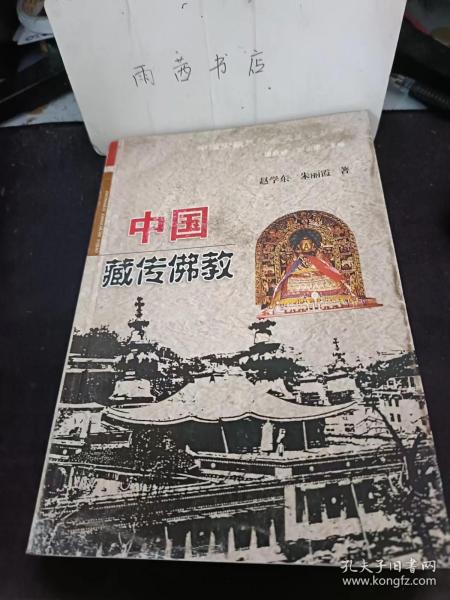 雨茜书店
赵学东 朱丽霞 著
中国
藏传佛教
孔夫子旧书网
www.kongfz.com